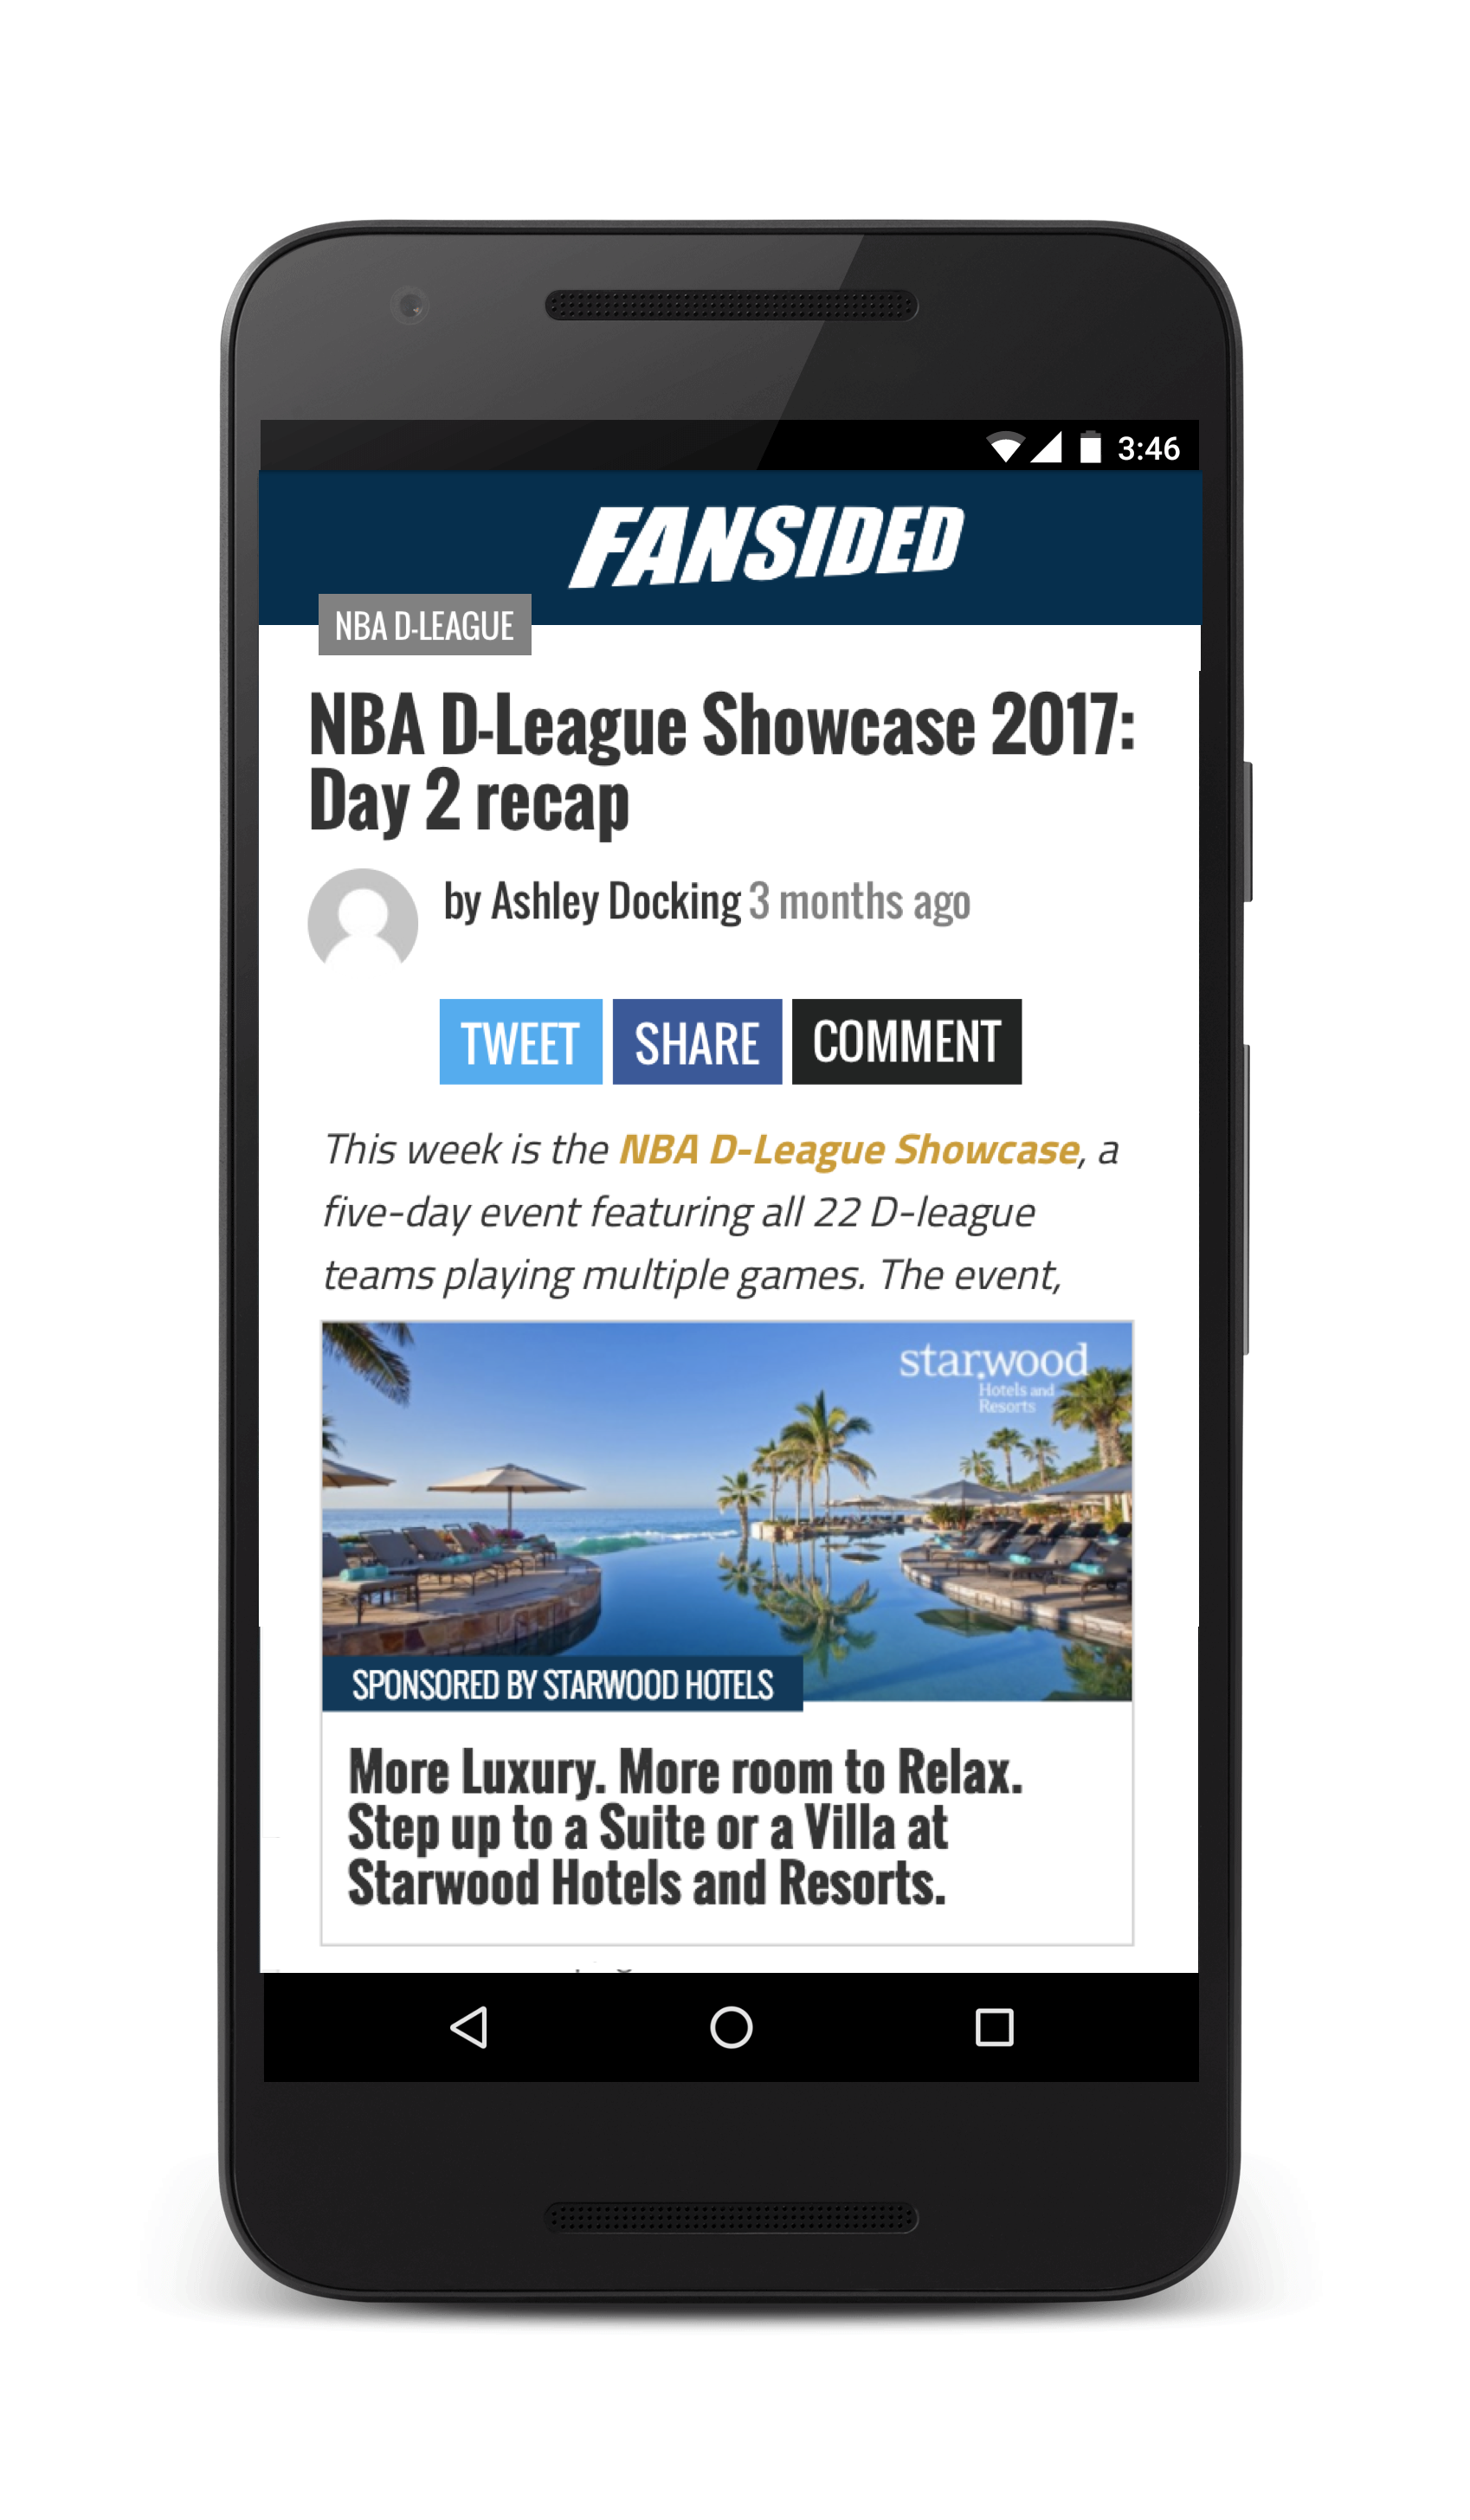 3:46
FANSIDED
NBA D-LEAGUE
NBA D-League Showcase 2017:
Day 2 recap
by Ashley Docking 3 months ago
TWEET SHARE COMMENT
This week is the NBA D-League Showcase, a
five-day event featuring all 22 D-league
teams playing multiple games. The event,
starwood
Hotels and
Resorts
SPONSORED BY STARWOOD HOTELS
More Luxury. More room to Relax.
Step up to a Suite or a Villa at
Starwood Hotels and Resorts.